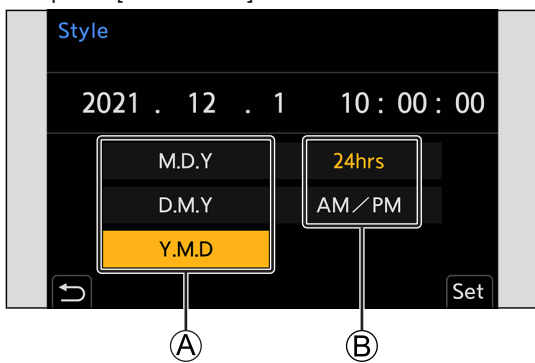 Style
2021 . 12 . 1 10 : 00 : 00
M.D.Y 24hrs
D.M.Y AM／PM
Y.M.D
Set
A B